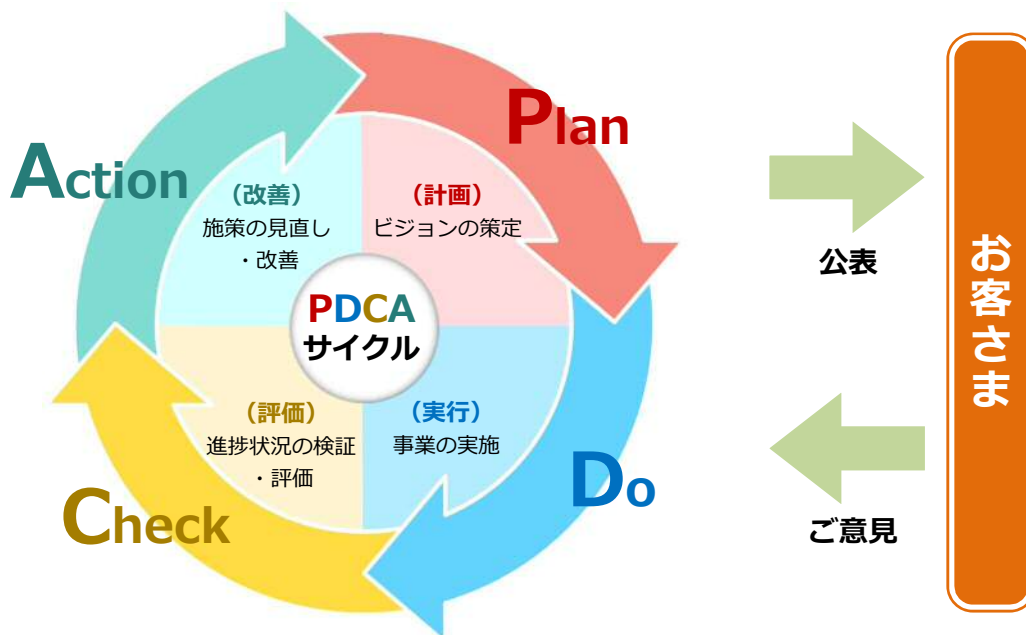 Plan
(計画)
ビジョンの策定
Do
(実行)
事業の実施
Check
(評価)
進捗状況の検証
・評価
Action
(改善)
施策の見直し
・改善
PDCA
サイクル
公表
ご意見
お客さま